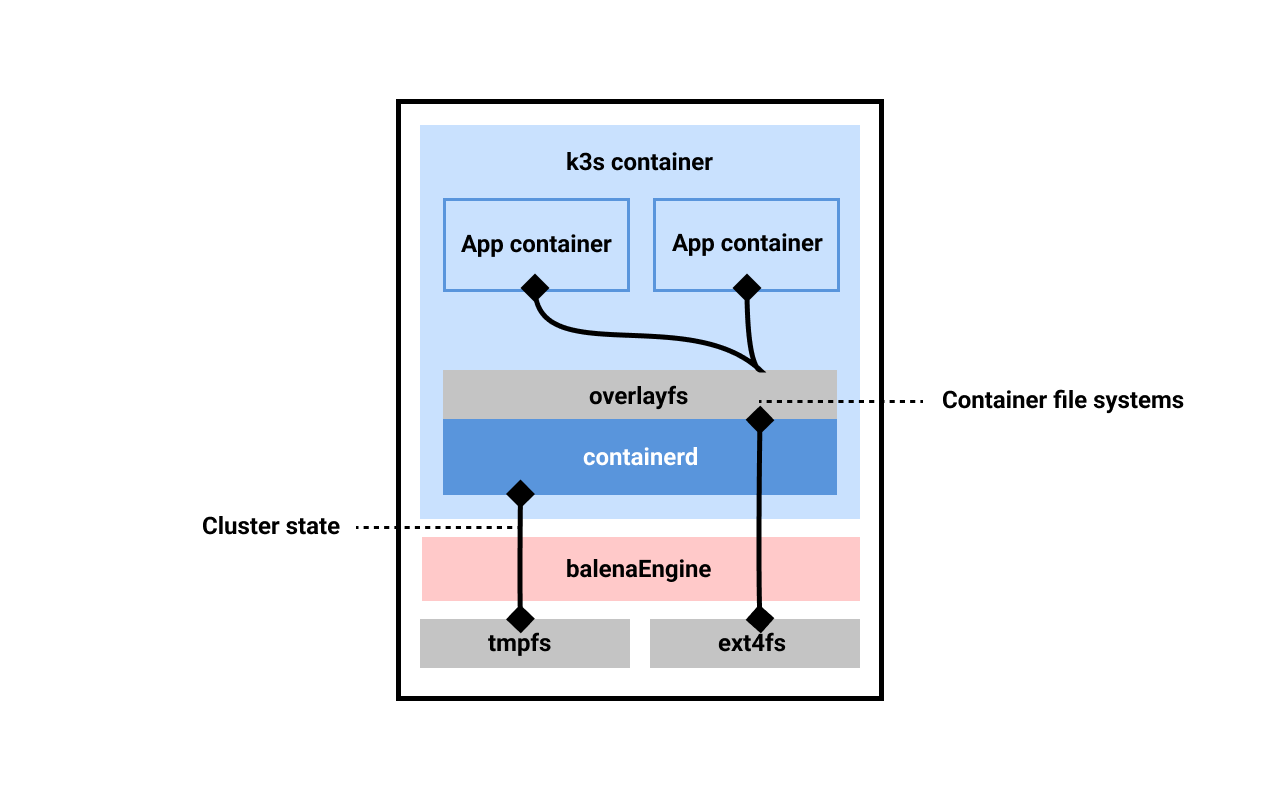 k3s container
App container
App container
overlayfs
Container file systems
containerd
Cluster state
balenaEngine
tmpfs
ext4fs